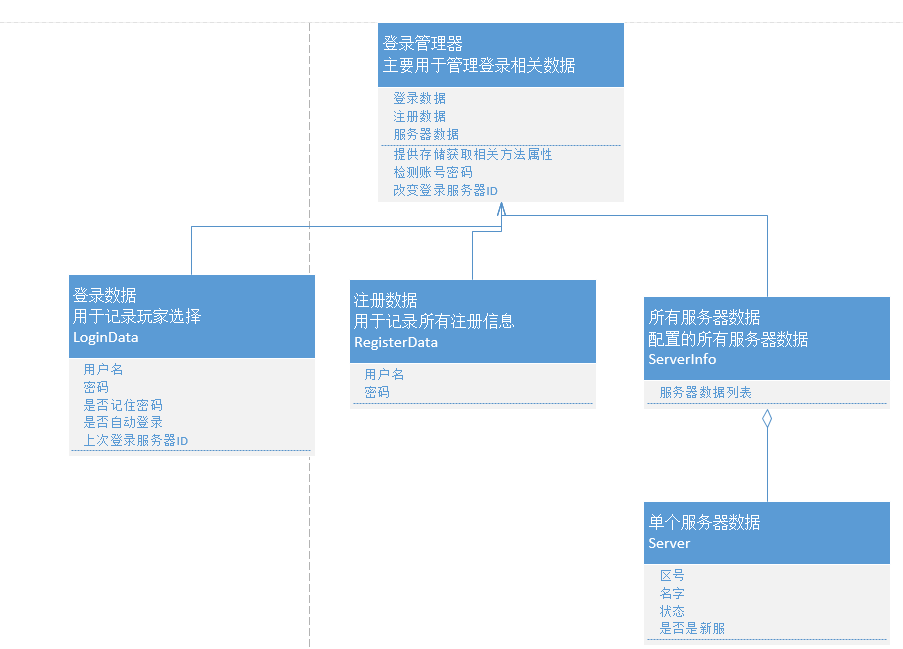 登录管理器
主要用于管理登录相关数据
登录数据
注册数据
服务器数据
提供存储获取相关方法属性
检测账号密码
改变登录服务器ID
登录数据
用于记录玩家选择
LoginData
用户名
密码
是否记住密码
是否自动登录
上次登录服务器ID
注册数据
用于记录所有注册信息
RegisterData
用户名
密码
所有服务器数据
配置的所有服务器数据
ServerInfo
服务器数据列表
单个服务器数据
Server
区号
名字
状态
是否是新服